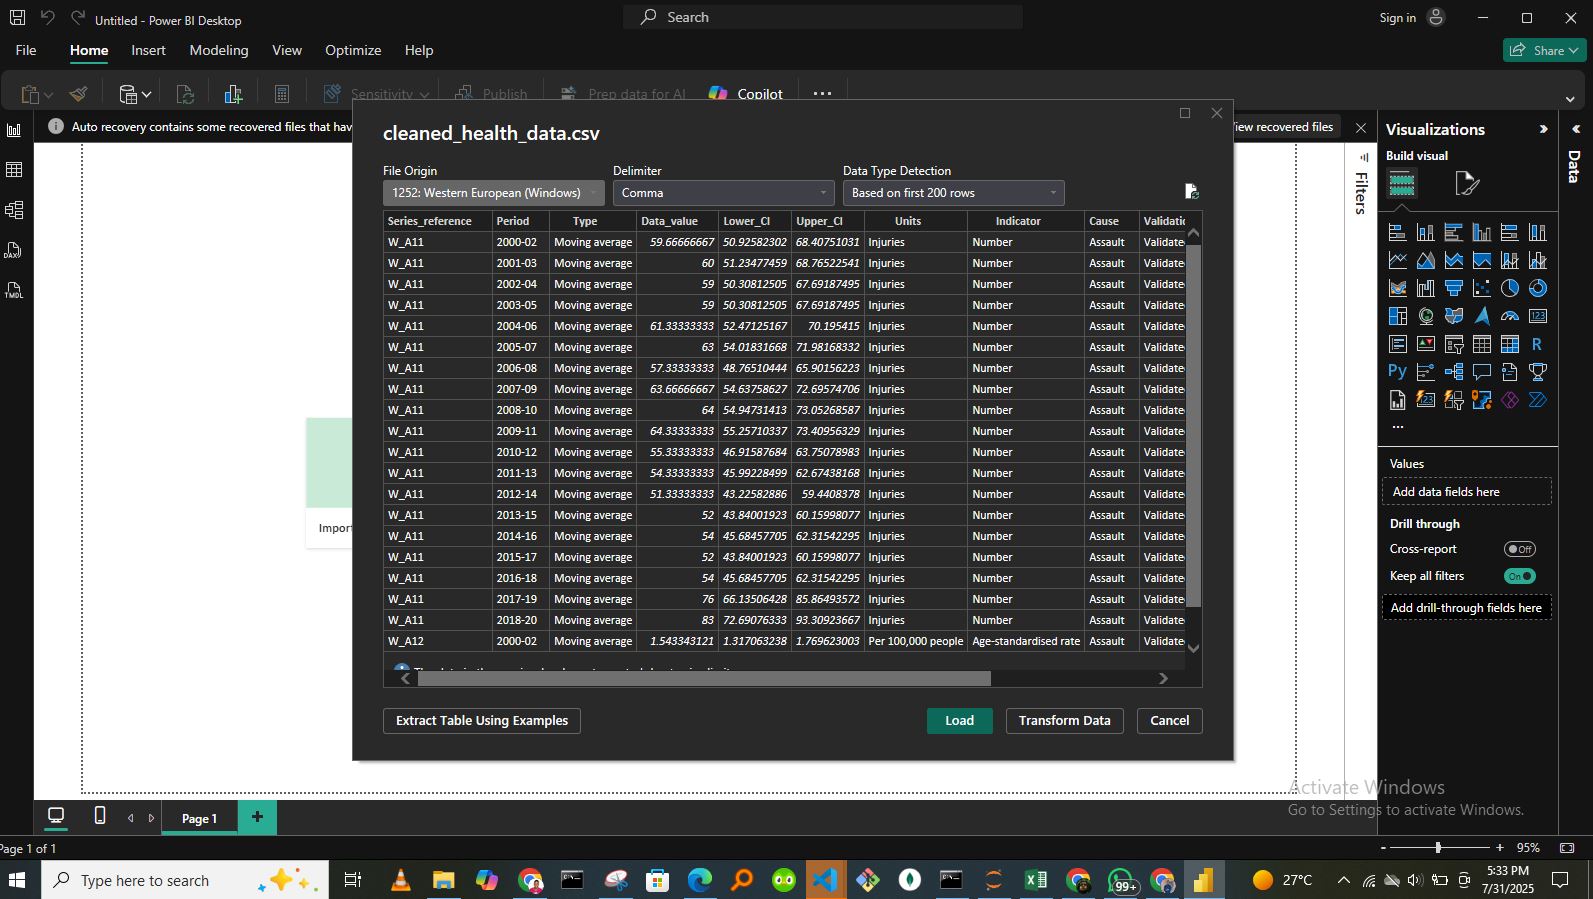 Untitled - Power BI Desktop
Search
Sign in
File Home Insert Modeling View Optimize Help
Share
Sensitivity
Publish
Prep data for AI
Copilot
Auto recovery contains some recovered files that hav
iew recovered files
cleaned_health_data.csv
File Origin Delimiter Data Type Detection
1252: Western European (Windows) Comma Based on first 200 rows
Series_reference Period Type Data_value Lower_CI Upper_CI Units Indicator Cause Validatio
W_A11 2000-02 Moving average 59.66666667 50.92582302 68.40751031 Injuries Number Assault Validate
W_A11 2001-03 Moving average 60 51.23477459 68.76522541 Injuries Number Assault Validate
W_A11 2002-04 Moving average 59 50.30812505 67.69187495 Injuries Number Assault Validate
W_A11 2003-05 Moving average 59 50.30812505 67.69187495 Injuries Number Assault Validate
W_A11 2004-06 Moving average 61.33333333 52.47125167 70.195415 Injuries Number Assault Validate
W_A11 2005-07 Moving average 63 54.01831668 71.98168332 Injuries Number Assault Validate
W_A11 2006-08 Moving average 57.33333333 48.76510444 65.90156223 Injuries Number Assault Validate
W_A11 2007-09 Moving average 63.66666667 54.63758627 72.69574706 Injuries Number Assault Validate
W_A11 2008-10 Moving average 64 54.94731413 73.05268587 Injuries Number Assault Validate
W_A11 2009-11 Moving average 64.33333333 55.25710337 73.40956329 Injuries Number Assault Validate
W_A11 2010-12 Moving average 55.33333333 46.91587684 63.75078983 Injuries Number Assault Validate
W_A11 2011-13 Moving average 54.33333333 45.99228499 62.67438168 Injuries Number Assault Validate
W_A11 2012-14 Moving average 51.33333333 43.22582886 59.4408378 Injuries Number Assault Validate
W_A11 2013-15 Moving average 52 43.84001923 60.15998077 Injuries Number Assault Validate
W_A11 2014-16 Moving average 54 45.68457705 62.31542295 Injuries Number Assault Validate
W_A11 2015-17 Moving average 52 43.84001923 60.15998077 Injuries Number Assault Validate
W_A11 2016-18 Moving average 54 45.68457705 62.31542295 Injuries Number Assault Validate
W_A11 2017-19 Moving average 76 66.13506428 85.86493572 Injuries Number Assault Validate
W_A11 2018-20 Moving average 83 72.69076333 93.30923667 Injuries Number Assault Validate
W_A12 2000-02 Moving average 1.543343121 1.317063238 1.769623003 Per 100,000 people Age-standardised rate Assault Validate
Extract Table Using Examples
Load
Transform Data
Cancel
Import
DAX
TMDL
Filters
Visualizations
Build visual
123
R
Py
123
Data
Values
Add data fields here
Drill through
Cross-report Off
Keep all filters On
Add drill-through fields here
Activate Windows
Go to Settings to activate Windows.
Page 1
+
Page 1 of 1
- + 95%
Type here to search
99+
27°C
5:33 PM
7/31/2025